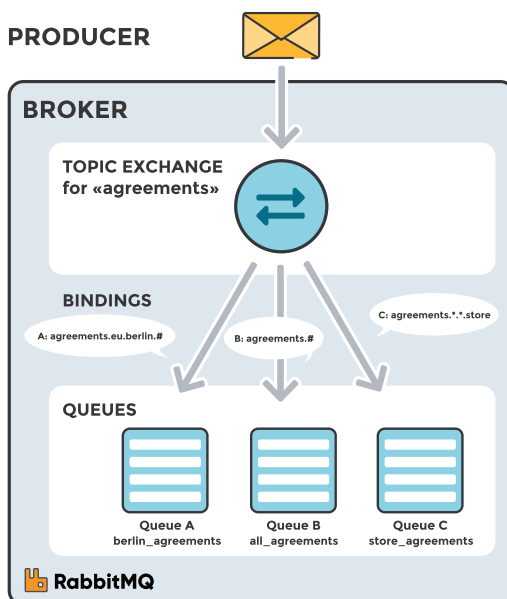 PRODUCER
BROKER
TOPIC EXCHANGE
for «agreements»
BINDINGS
A: agreements.eu.berlin.#
B: agreements.#
C: agreements.*.*.store
QUEUES
Queue A
berlin_agreements
Queue B
all_agreements
Queue C
store_agreements
RabbitMQ